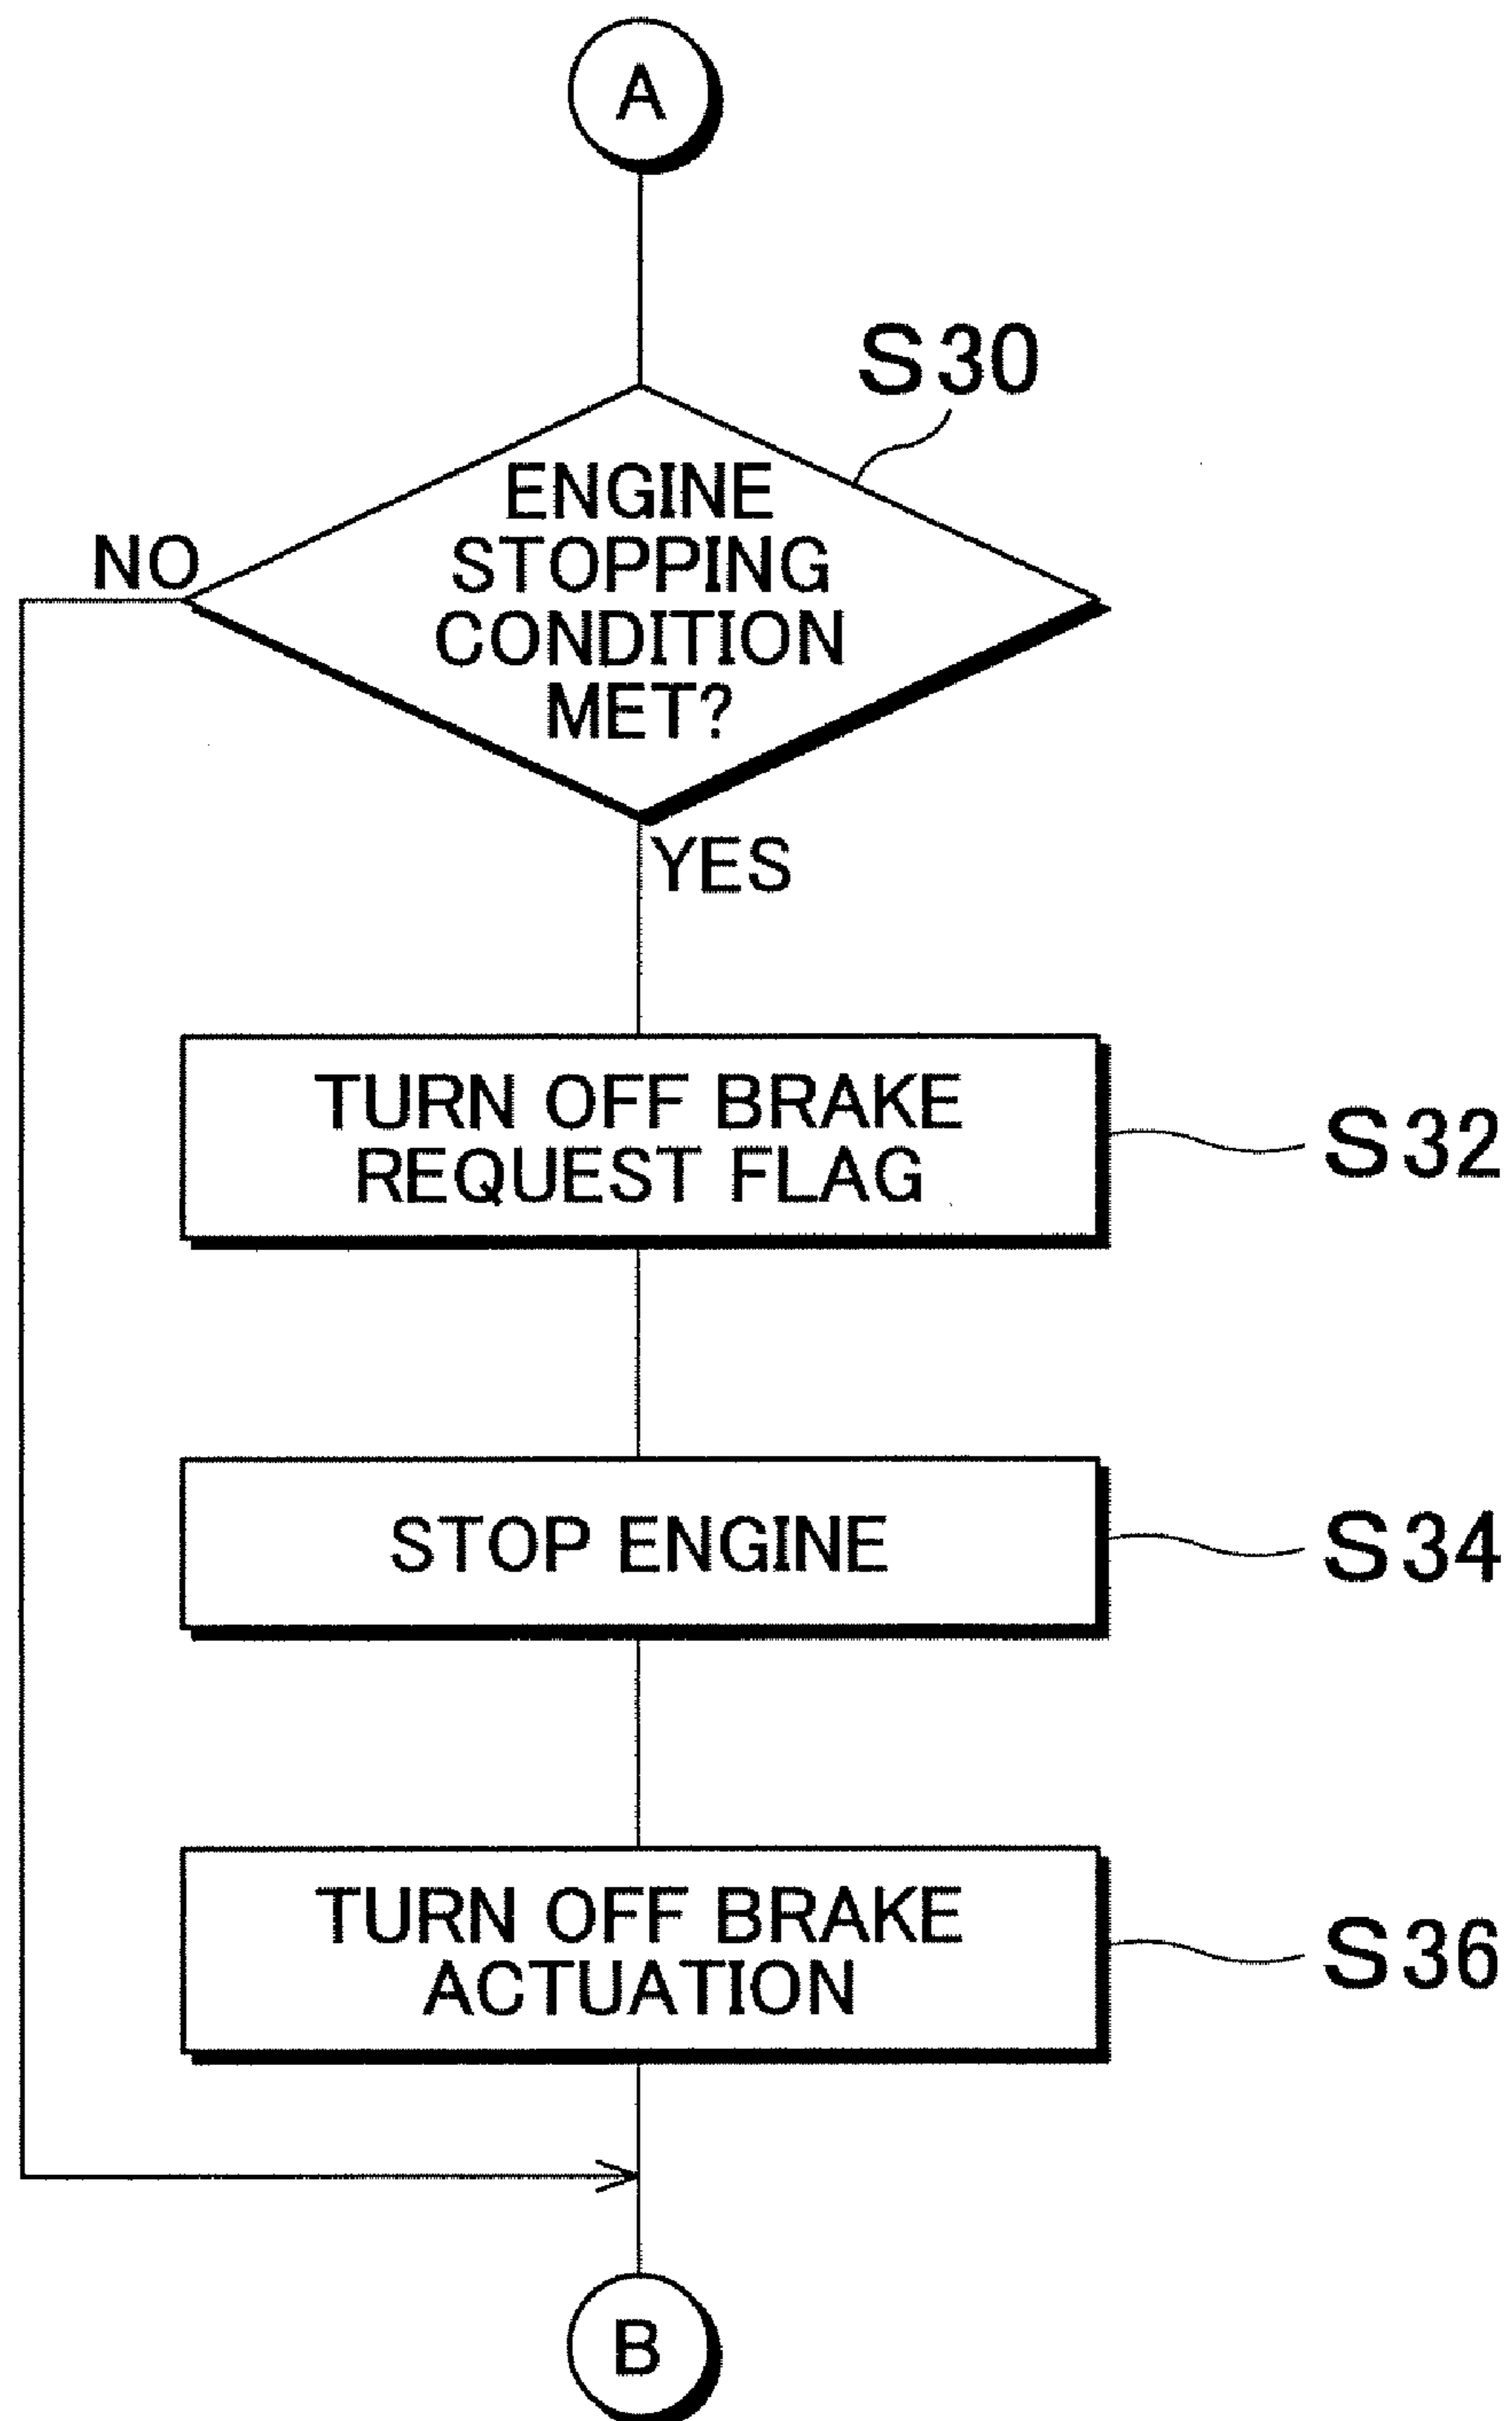 A
S30
ENGINE
STOPPING
CONDITION
MET?
NO
YES
TURN OFF BRAKE
REQUEST FLAG
S32
STOP ENGINE
S34
TURN OFF BRAKE
ACTUATION
S36
B